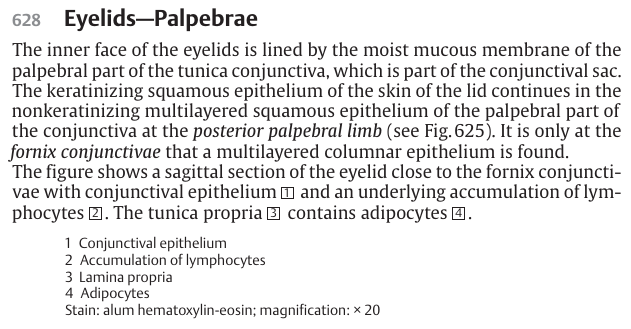 628 Eyelids—Palpebrae
The inner face of the eyelids is lined by the moist mucous membrane of the
palpebral part of the tunica conjunctiva, which is part of the conjunctival sac.
The keratinizing squamous epithelium of the skin of the lid continues in the
nonkeratinizing multilayered squamous epithelium of the palpebral part of
the conjunctiva at the posterior palpebral limb (see Fig. 625). It is only at the
fornix conjunctivae that a multilayered columnar epithelium is found.
The figure shows a sagittal section of the eyelid close to the fornix conjuncti-
vae with conjunctival epithelium 1 and an underlying accumulation of lym-
phocytes 2. The tunica propria 3 contains adipocytes 4.
1 Conjunctival epithelium
2 Accumulation of lymphocytes
3 Lamina propria
4 Adipocytes
Stain: alum hematoxylin-eosin; magnification: × 20